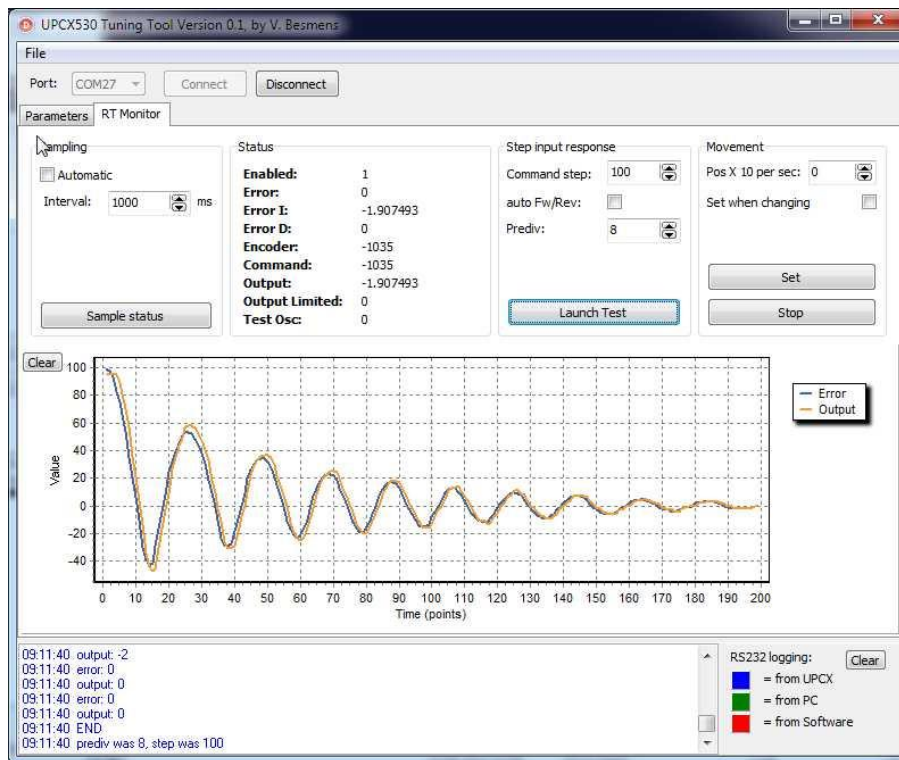 UPCX530 Tuning Tool Version 0.1, by V. Besmens
File
Port: COM27 Connect Disconnect
Parameters RT Monitor
Automatic
Interval: 1000 ms
Sample status
Status
Enabled: 1
Error: 0
Error I: -1.907493
Error D: 0
Encoder: -1035
Command: -1035
Output: -1.907493
Output Limited: 0
Test Osc: 0
Step input response
Command step: 100
auto Fw/Rev:
Prediv: 8
Launch Test
Movement
Pos X 10 per sec: 0
Set when changing
Set
Stop
Clear
100
80
60
40
20
0
-20
-40
Value
0 10 20 30 40 50 60 70 80 90 100 110 120 130 140 150 160 170 180 190 200
Time (points)
Error
Output
09:11:40 output: -2
09:11:40 error: 0
09:11:40 output: 0
09:11:40 error: 0
09:11:40 output: 0
09:11:40 END
09:11:40 prediv was 8, step was 100
RS232 logging: Clear
= from UPCX
= from PC
= from Software